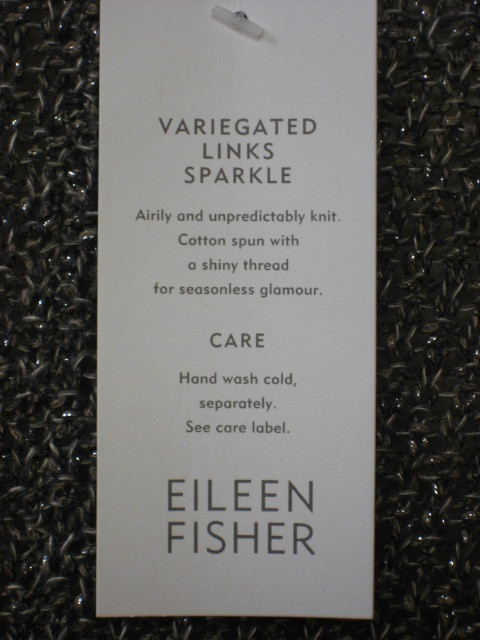 VARIEGATED
LINKS
SPARKLE
Airily and unpredictably knit.
Cotton spun with
a shiny thread
for seasonless glamour.
CARE
Hand wash cold,
separately.
See care label.
EILEEN
FISHER